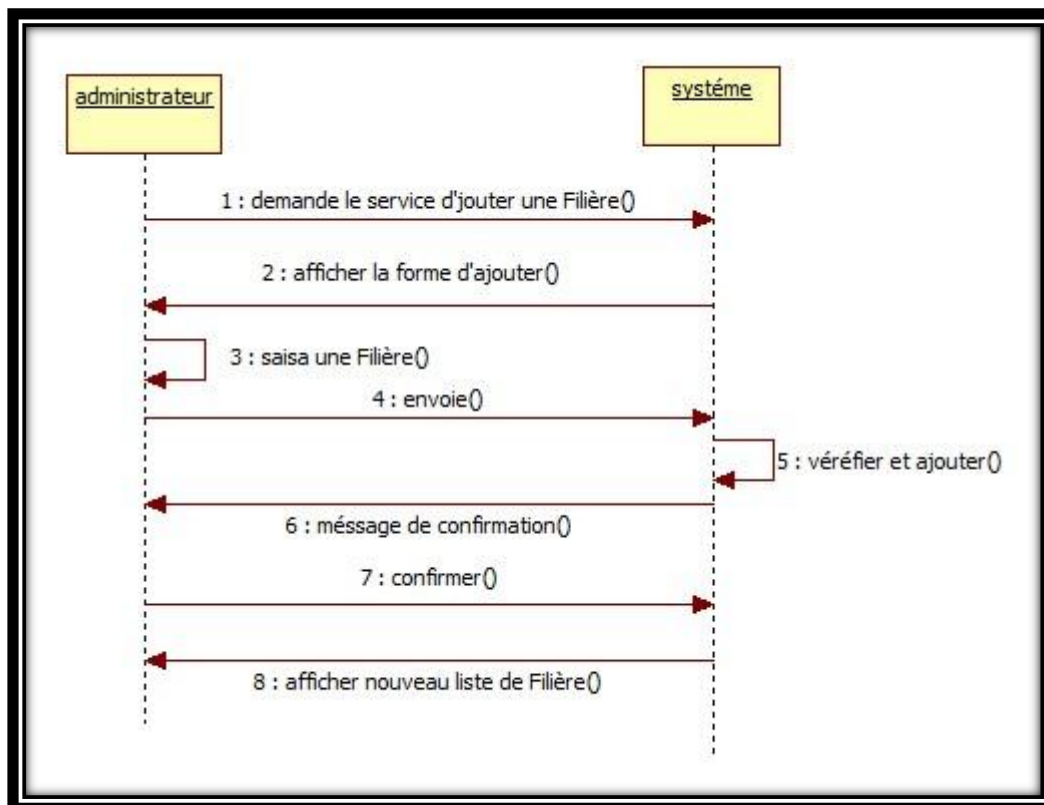 administrateur
systéme
1 : demande le service d'jouter une Filière()
2 : afficher la forme d'ajouter()
3 : saisa une Filière()
4 : envoie()
5 : véréfier et ajouter()
6 : méssage de confirmation()
7 : confirmer()
8 : afficher nouveau liste de Filière()